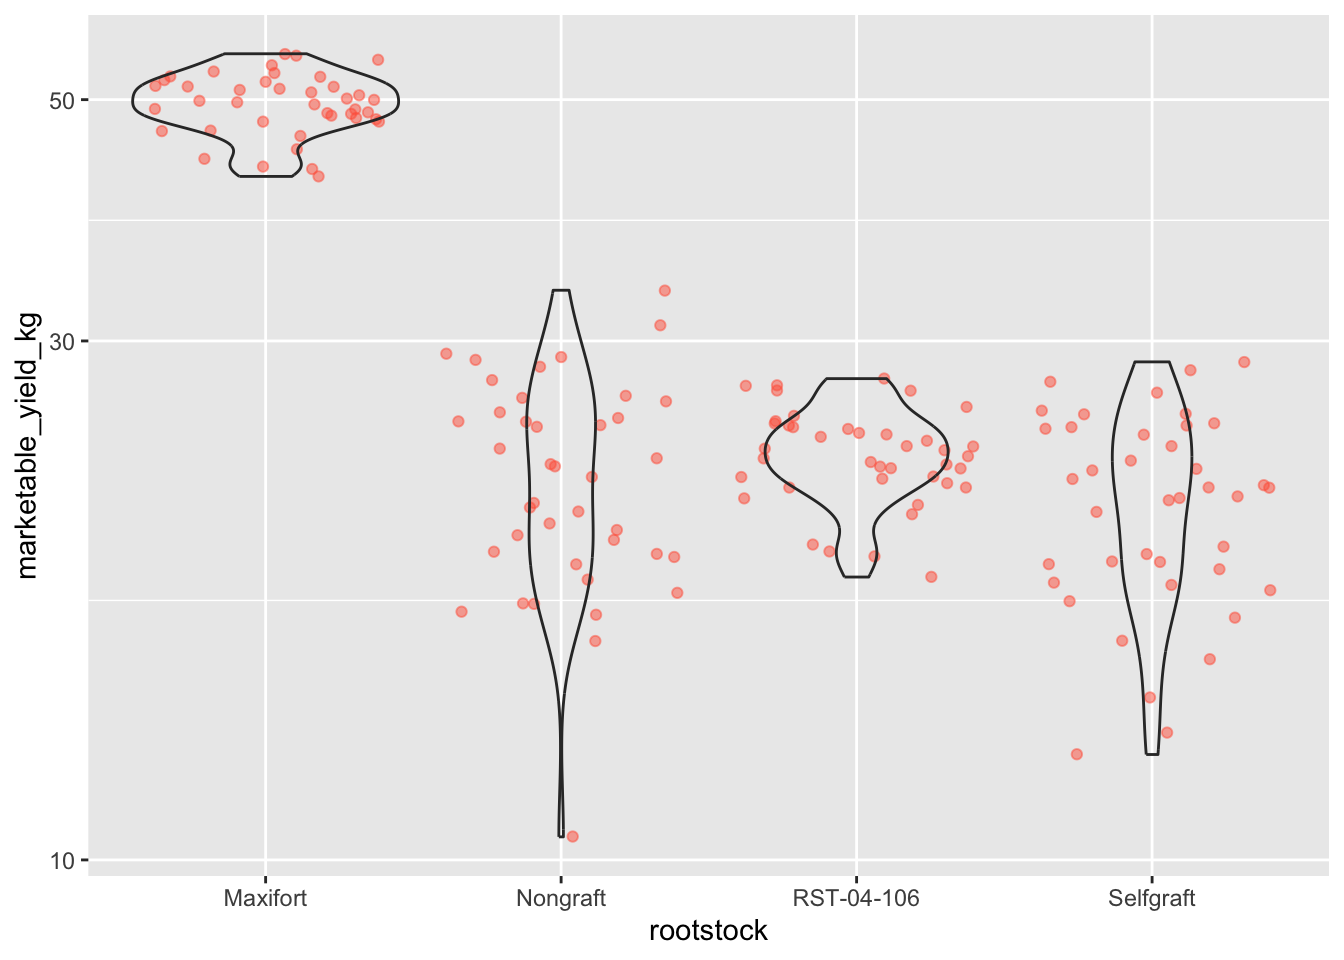 marketable_yield_kg
50
30
10
Maxifort Nongraft RST-04-106 Selfgraft
rootstock